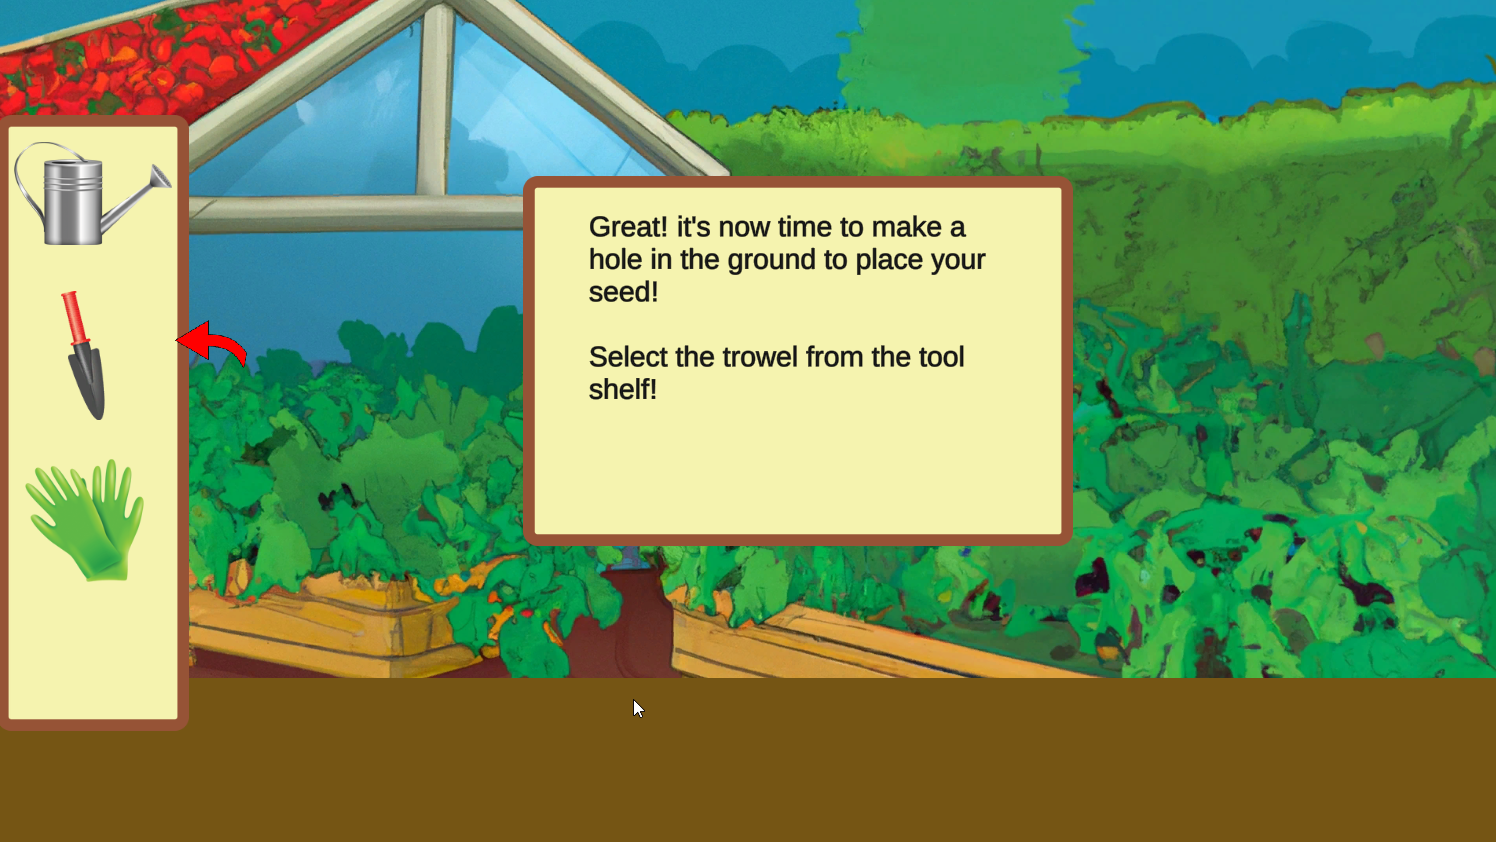 Great! it's now time to make a
hole in the ground to place your
seed!
Select the trowel from the tool
shelf!